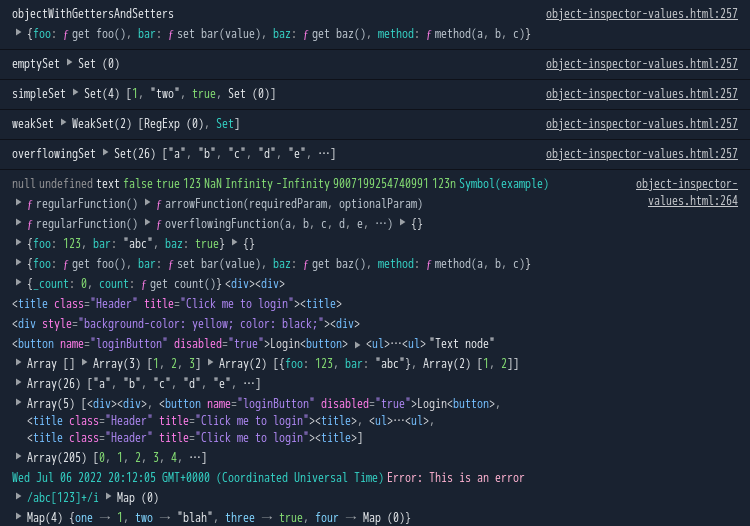 objectWithGettersAndSetters object-inspector-values.html:257
{foo: ƒ get foo(), bar: ƒ set bar(value), baz: ƒ get baz(), method: ƒ method(a, b, c)}
emptySet Set (0) object-inspector-values.html:257
simpleSet Set(4) [1, "two", true, Set (0)] object-inspector-values.html:257
weakSet WeakSet(2) [RegExp (0), Set] object-inspector-values.html:257
overflowingSet Set(26) ["a", "b", "c", "d", "e", …] object-inspector-values.html:257
null undefined text false true 123 NaN Infinity -Infinity 9007199254740991 123n Symbol(example) object-inspector-
values.html:264
ƒ regularFunction() ƒ arrowFunction(requiredParam, optionalParam)
ƒ regularFunction() ƒ overflowingFunction(a, b, c, d, e, …) {}
{foo: 123, bar: "abc", baz: true} {}
{foo: ƒ get foo(), bar: ƒ set bar(value), baz: ƒ get baz(), method: ƒ method(a, b, c)}
{_count: 0, count: ƒ get count()} <div><div>
<title class="Header" title="Click me to login"><title>
<div style="background-color: yellow; color: black;"><div>
<button name="loginButton" disabled="true">Login<button> <ul>⋯<ul> "Text node"
Array [] Array(3) [1, 2, 3] Array(2) [{foo: 123, bar: "abc"}, Array(2) [1, 2]]
Array(26) ["a", "b", "c", "d", "e", …]
Array(5) [<div><div>, <button name="loginButton" disabled="true">Login<button>,
<title class="Header" title="Click me to login"><title>, <ul>⋯<ul>,
<title class="Header" title="Click me to login"><title>]
Array(205) [0, 1, 2, 3, 4, …]
Wed Jul 06 2022 20:12:05 GMT+0000 (Coordinated Universal Time) Error: This is an error
/abc[123]+/i Map (0)
Map(4) {one → 1, two → "blah", three → true, four → Map (0)}